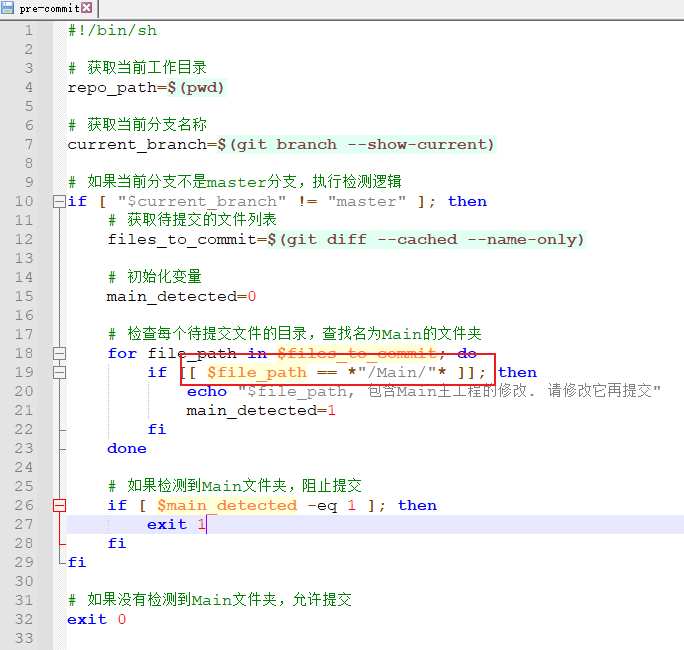 pre-commit
1 #!/bin/sh
2
3 # 获取当前工作目录
4 repo_path=$(pwd)
5
6 # 获取当前分支名称
7 current_branch=$(git branch --show-current)
8
9 # 如果当前分支不是master分支，执行检测逻辑
10 if [ "$current_branch" != "master" ]; then
11 # 获取待提交的文件列表
12 files_to_commit=$(git diff --cached --name-only)
13
14 # 初始化变量
15 main_detected=0
16
17 # 检查每个待提交文件的目录，查找名为Main的文件夹
18 for file_path in $files_to_commit; do
19 if [[ $file_path == *"/Main/"* ]]; then
20 echo "$file_path, 包含Main主工程的修改. 请修改它再提交"
21 main_detected=1
22 fi
23 done
24
25 # 如果检测到Main文件夹，阻止提交
26 if [ $main_detected -eq 1 ]; then
27 exit 1
28 fi
29 fi
30
31 # 如果没有检测到Main文件夹，允许提交
32 exit 0
33